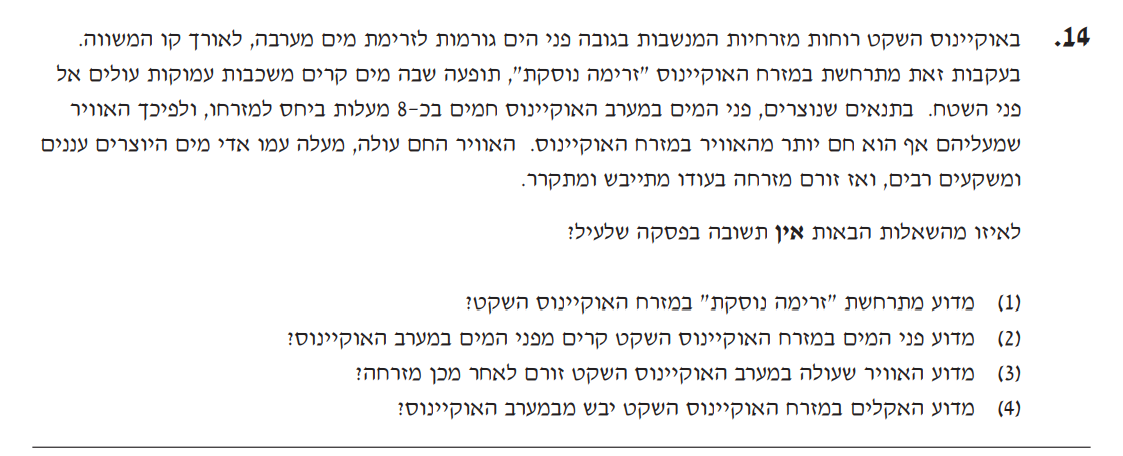 14. באוקיינוס השקט רוחות מזרחיות המנשבות בגובה פני הים גורמות לזרימת מים מערבה, לאורך קו המשווה.
בעקבות זאת מתרחשת במזרח האוקיינוס "זרימה נוסקת", תופעה שבה מים קרים משכבות עמוקות עולים אל
פני השטח. בתנאים שנוצרים, פני המים במערב האוקיינוס חמים בכ-8 מעלות ביחס למזרחו, ולפיכך האוויר
שמעליהם אף הוא חם יותר מהאוויר במזרח האוקיינוס. האוויר החם עולה, מעלה עמו אדי מים היוצרים עננים
ומשקעים רבים, ואז זורם מזרחה בעודו מתייבש ומתקרר.
לאיזו מהשאלות הבאות אין תשובה בפסקה שלעיל?
(1) מדוע מתרחשת "זרימה נוסקת" במזרח האוקיינוס השקט?
(2) מדוע פני המים במזרח האוקיינוס השקט קרים מפני המים במערב האוקיינוס?
(3) מדוע האוויר שעולה במערב האוקיינוס השקט זורם לאחר מכן מזרחה?
(4) מדוע האקלים במזרח האוקיינוס השקט יבש מבמערב האוקיינוס?